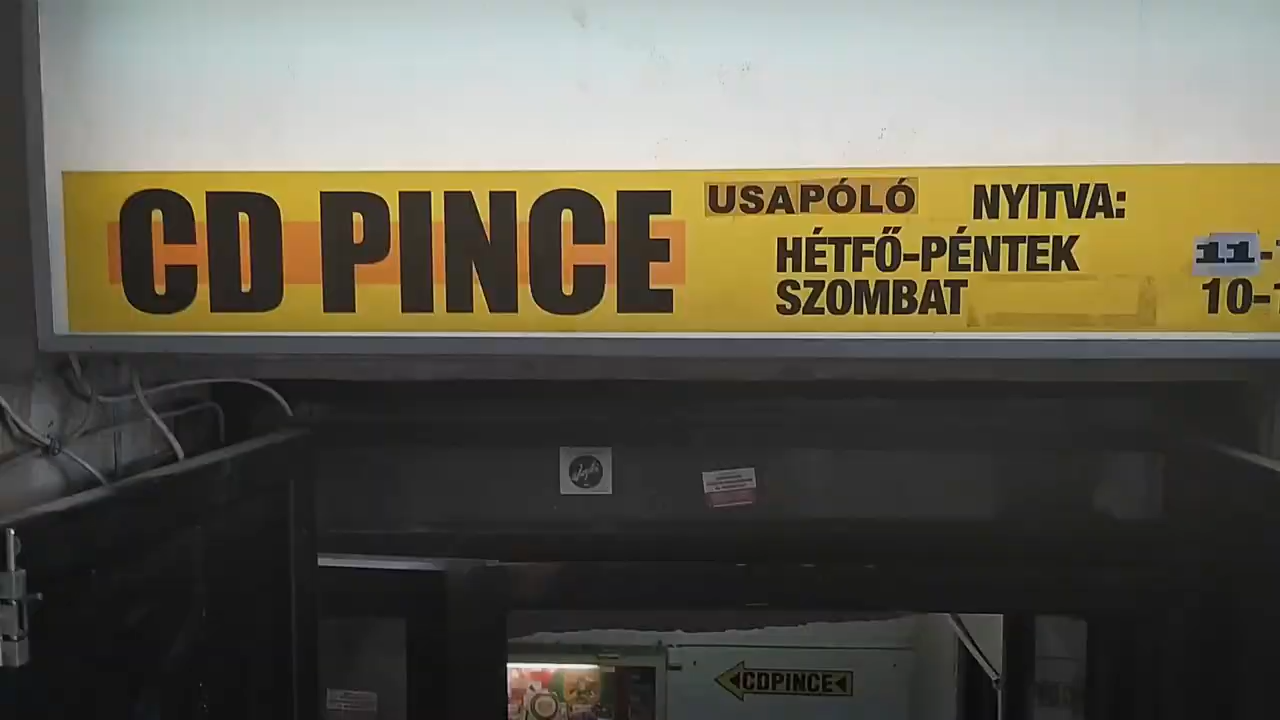 CD PINCE
USAPÓLÓ NYITVA:
HÉTFŐ-PÉNTEK 11-
SZOMBAT 10-
CDPINCE